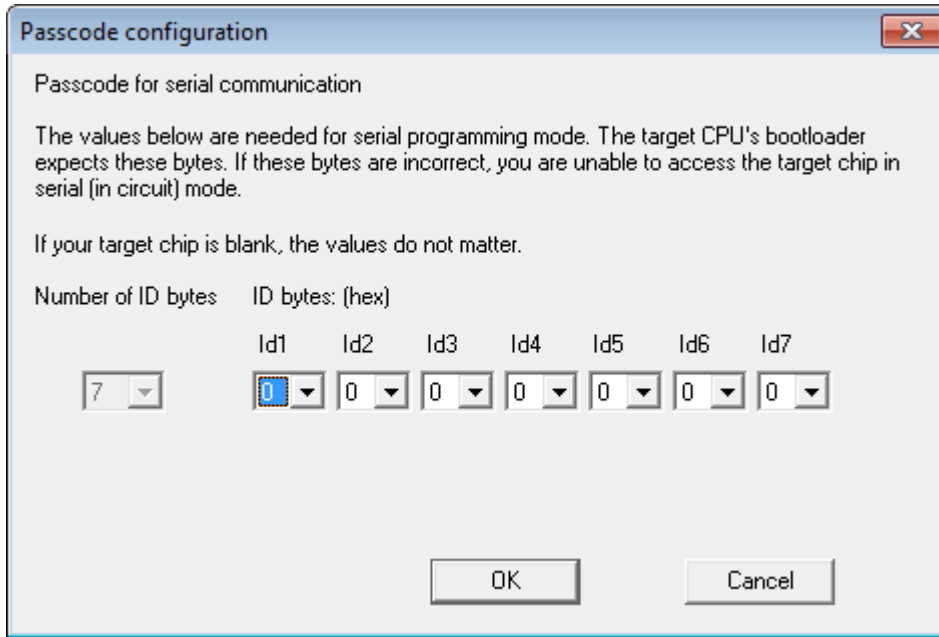 Passcode configuration
Passcode for serial communication
The values below are needed for serial programming mode. The target CPU's bootloader
expects these bytes. If these bytes are incorrect, you are unable to access the target chip in
serial (in circuit) mode.
If your target chip is blank, the values do not matter.
Number of ID bytes ID bytes: (hex)
Id1 Id2 Id3 Id4 Id5 Id6 Id7
7 0 0 0 0 0 0 0
OK Cancel